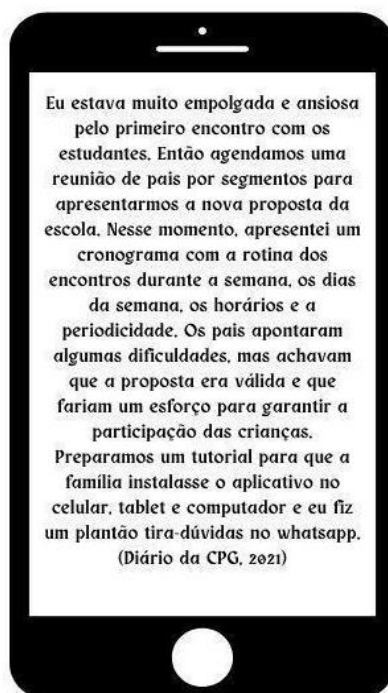 Eu estava muito empolgada e ansiosa
pelo primeiro encontro com os
estudantes. Então agendamos uma
reunião de pais por segmentos para
apresentarmos a nova proposta da
escola. Nesse momento, apresentei um
cronograma com a rotina dos
encontros durante a semana, os dias
da semana, os horários e a
periodicidade. Os pais apontaram
algumas dificuldades, mas achavam
que a proposta era válida e que
fariam um esforço para garantir a
participação das crianças.
Preparamos um tutorial para que a
família instalasse o aplicativo no
celular, tablet e computador e eu fiz
um plantão tira-dúvidas no whatsapp.
(Diário da CPG, 2021)